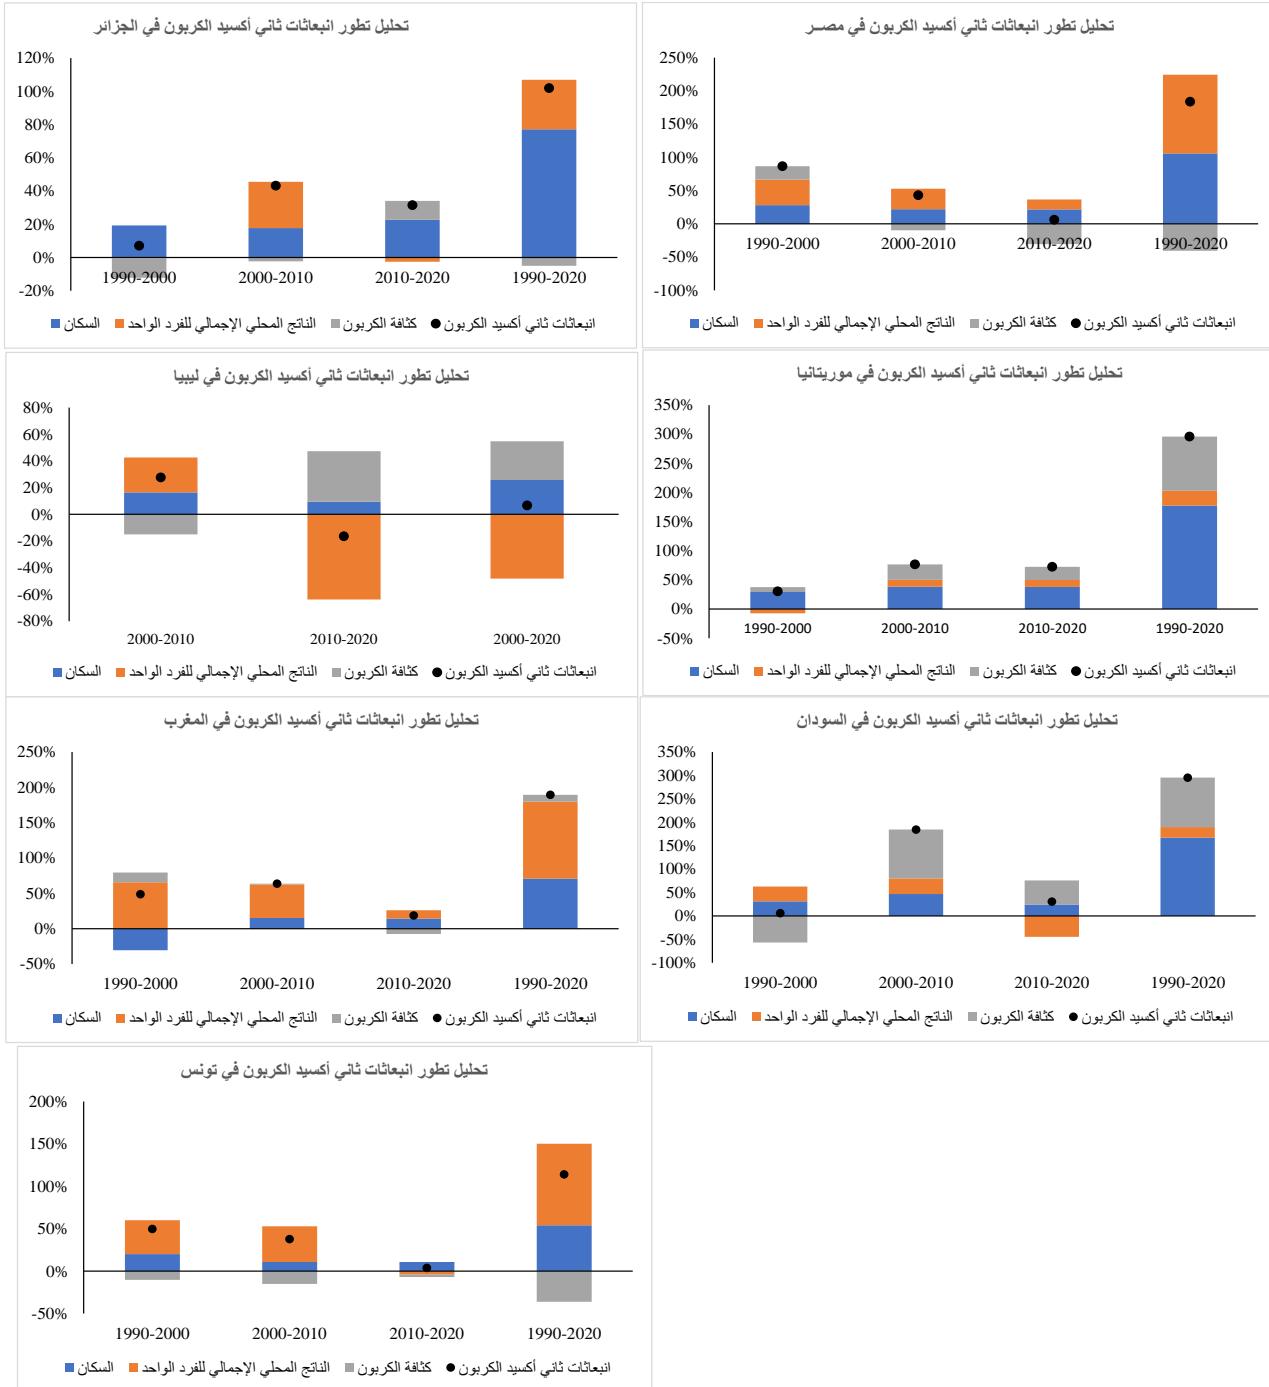 تحليل تطور انبعاثات ثاني أكسيد الكربون في الجزائر
120%
100%
80%
60%
40%
20%
0%
-20%
1990-2000 2000-2010 2010-2020 1990-2020
السكان الناتج المحلي الإجمالي للفرد الواحد كثافة الكربون انبعاثات ثاني أكسيد الكربون
تحليل تطور انبعاثات ثاني أكسيد الكربون في مصر
250%
200%
150%
100%
50%
0%
-50%
-100%
1990-2000 2000-2010 2010-2020 1990-2020
السكان الناتج المحلي الإجمالي للفرد الواحد كثافة الكربون انبعاثات ثاني أكسيد الكربون
تحليل تطور انبعاثات ثاني أكسيد الكربون في ليبيا
80%
60%
40%
20%
0%
-20%
-40%
-60%
-80%
2000-2010 2010-2020 2000-2020
السكان الناتج المحلي الإجمالي للفرد الواحد كثافة الكربون انبعاثات ثاني أكسيد الكربون
تحليل تطور انبعاثات ثاني أكسيد الكربون في موريتانيا
350%
300%
250%
200%
150%
100%
50%
0%
-50%
1990-2000 2000-2010 2010-2020 1990-2020
السكان الناتج المحلي الإجمالي للفرد الواحد كثافة الكربون انبعاثات ثاني أكسيد الكربون
تحليل تطور انبعاثات ثاني أكسيد الكربون في المغرب
250%
200%
150%
100%
50%
0%
-50%
1990-2000 2000-2010 2010-2020 1990-2020
السكان الناتج المحلي الإجمالي للفرد الواحد كثافة الكربون انبعاثات ثاني أكسيد الكربون
تحليل تطور انبعاثات ثاني أكسيد الكربون في السودان
350%
300%
250%
200%
150%
100%
50%
0%
-50%
-100%
1990-2000 2000-2010 2010-2020 1990-2020
السكان الناتج المحلي الإجمالي للفرد الواحد كثافة الكربون انبعاثات ثاني أكسيد الكربون
تحليل تطور انبعاثات ثاني أكسيد الكربون في تونس
200%
150%
100%
50%
0%
-50%
1990-2000 2000-2010 2010-2020 1990-2020
السكان الناتج المحلي الإجمالي للفرد الواحد كثافة الكربون انبعاثات ثاني أكسيد الكربون